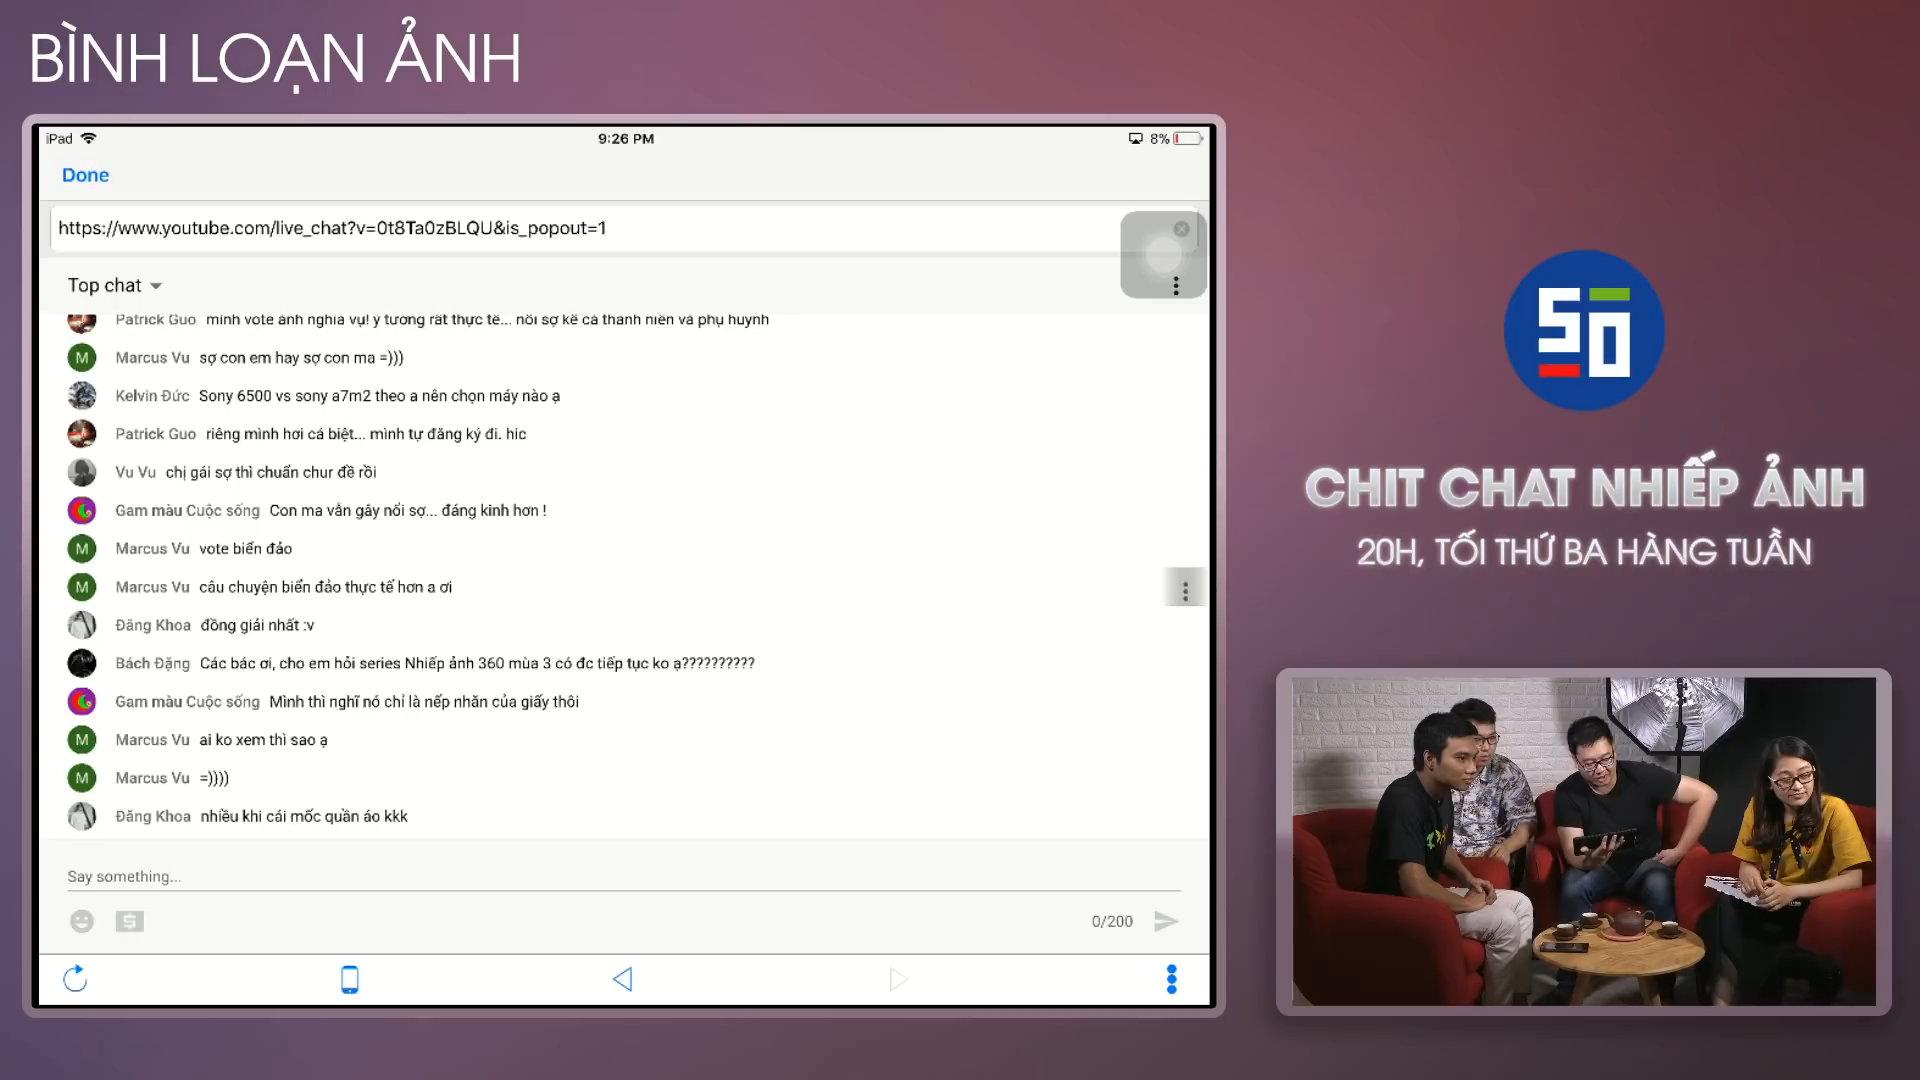 BÌNH LOẠN ẢNH
iPad
9:26 PM
8%
Done
https://www.youtube.com/live_chat?v=0t8Ta0zBLQU&is_popout=1
Top chat
Patrick Guo mình vote ảnh nghĩa vụ! ý tưởng rất thực tế... nỗi sợ kể cả thanh niên và phụ huynh
M Marcus Vu sợ con em hay sợ con ma =)))
Kelvin Đức Sony 6500 vs sony a7m2 theo a nên chọn máy nào ạ
Patrick Guo riêng mình hơi cá biệt... mình tự đăng ký đi. hic
Vu Vu chị gái sợ thì chuẩn chur đề rồi
Gam màu Cuộc sống Con ma vẫn gây nổi sợ... đáng kinh hơn !
M Marcus Vu vote biển đảo
M Marcus Vu câu chuyện biển đảo thực tế hơn a ơi
Đăng Khoa đồng giải nhất :v
Bách Đặng Các bác ơi, cho em hỏi series Nhiếp ảnh 360 mùa 3 có đc tiếp tục ko ạ??????????
Gam màu Cuộc sống Mình thì nghĩ nó chỉ là nếp nhăn của giấy thôi
M Marcus Vu ai ko xem thì sao ạ
M Marcus Vu =))))
Đăng Khoa nhiều khi cái mốc quần áo kkk
Say something...
0/200
50
CHIT CHAT NHIẾP ẢNH
20H, TỐI THỨ BA HÀNG TUẦN